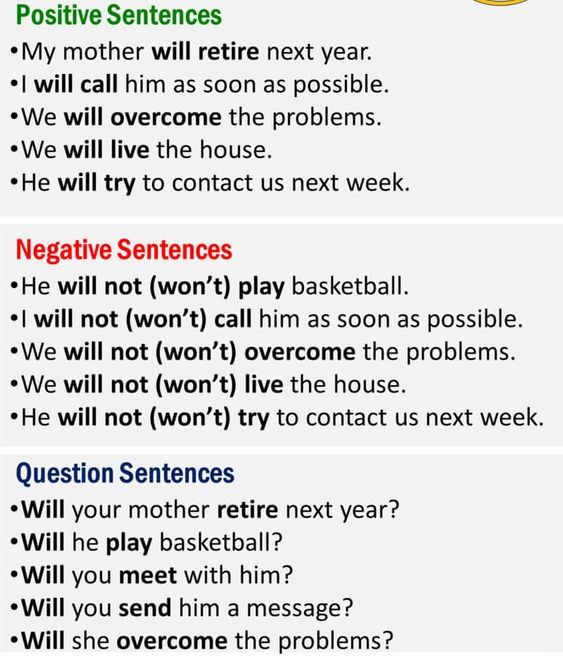 Positive Sentences
•My mother will retire next year.
•I will call him as soon as possible.
•We will overcome the problems.
•We will live the house.
•He will try to contact us next week.
Negative Sentences
•He will not (won't) play basketball.
•I will not (won't) call him as soon as possible.
•We will not (won't) overcome the problems.
•We will not (won't) live the house.
•He will not (won't) try to contact us next week.
Question Sentences
•Will your mother retire next year?
•Will he play basketball?
•Will you meet with him?
•Will you send him a message?
•Will she overcome the problems?